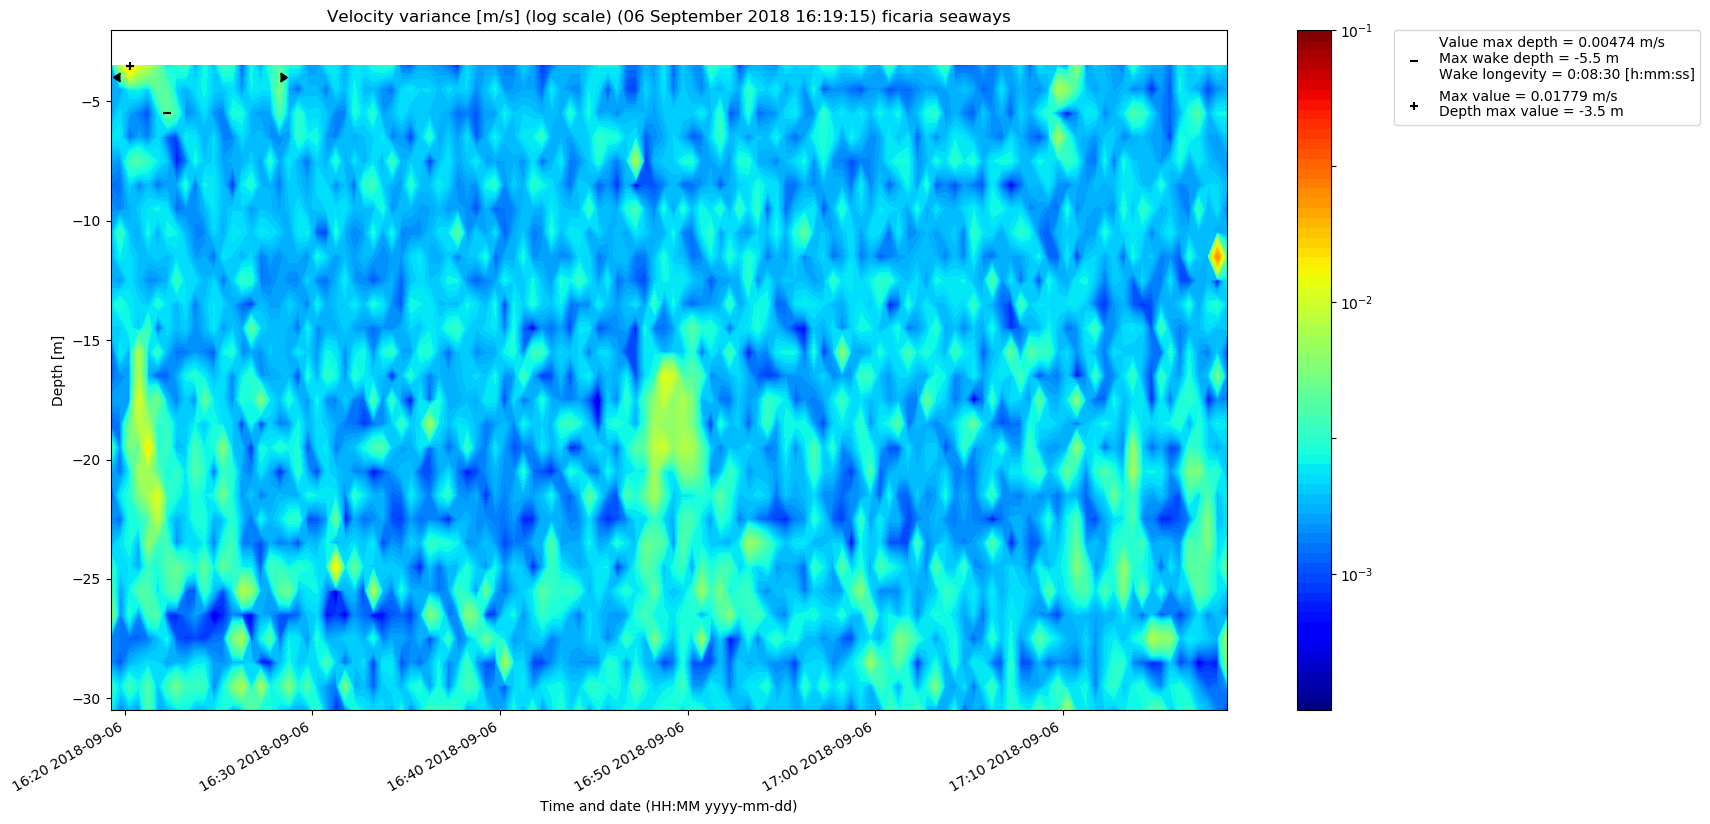 Velocity variance [m/s] (log scale) (06 September 2018 16:19:15) ficaria seaways
Depth [m]
−5
−10
−15
−20
−25
−30
16:20 2018-09-06
16:30 2018-09-06
16:40 2018-09-06
16:50 2018-09-06
17:00 2018-09-06
17:10 2018-09-06
Time and date (HH:MM yyyy-mm-dd)
10⁻¹
10⁻²
10⁻³
Value max depth = 0.00474 m/s
Max wake depth = -5.5 m
Wake longevity = 0:08:30 [h:mm:ss]
Max value = 0.01779 m/s
Depth max value = -3.5 m